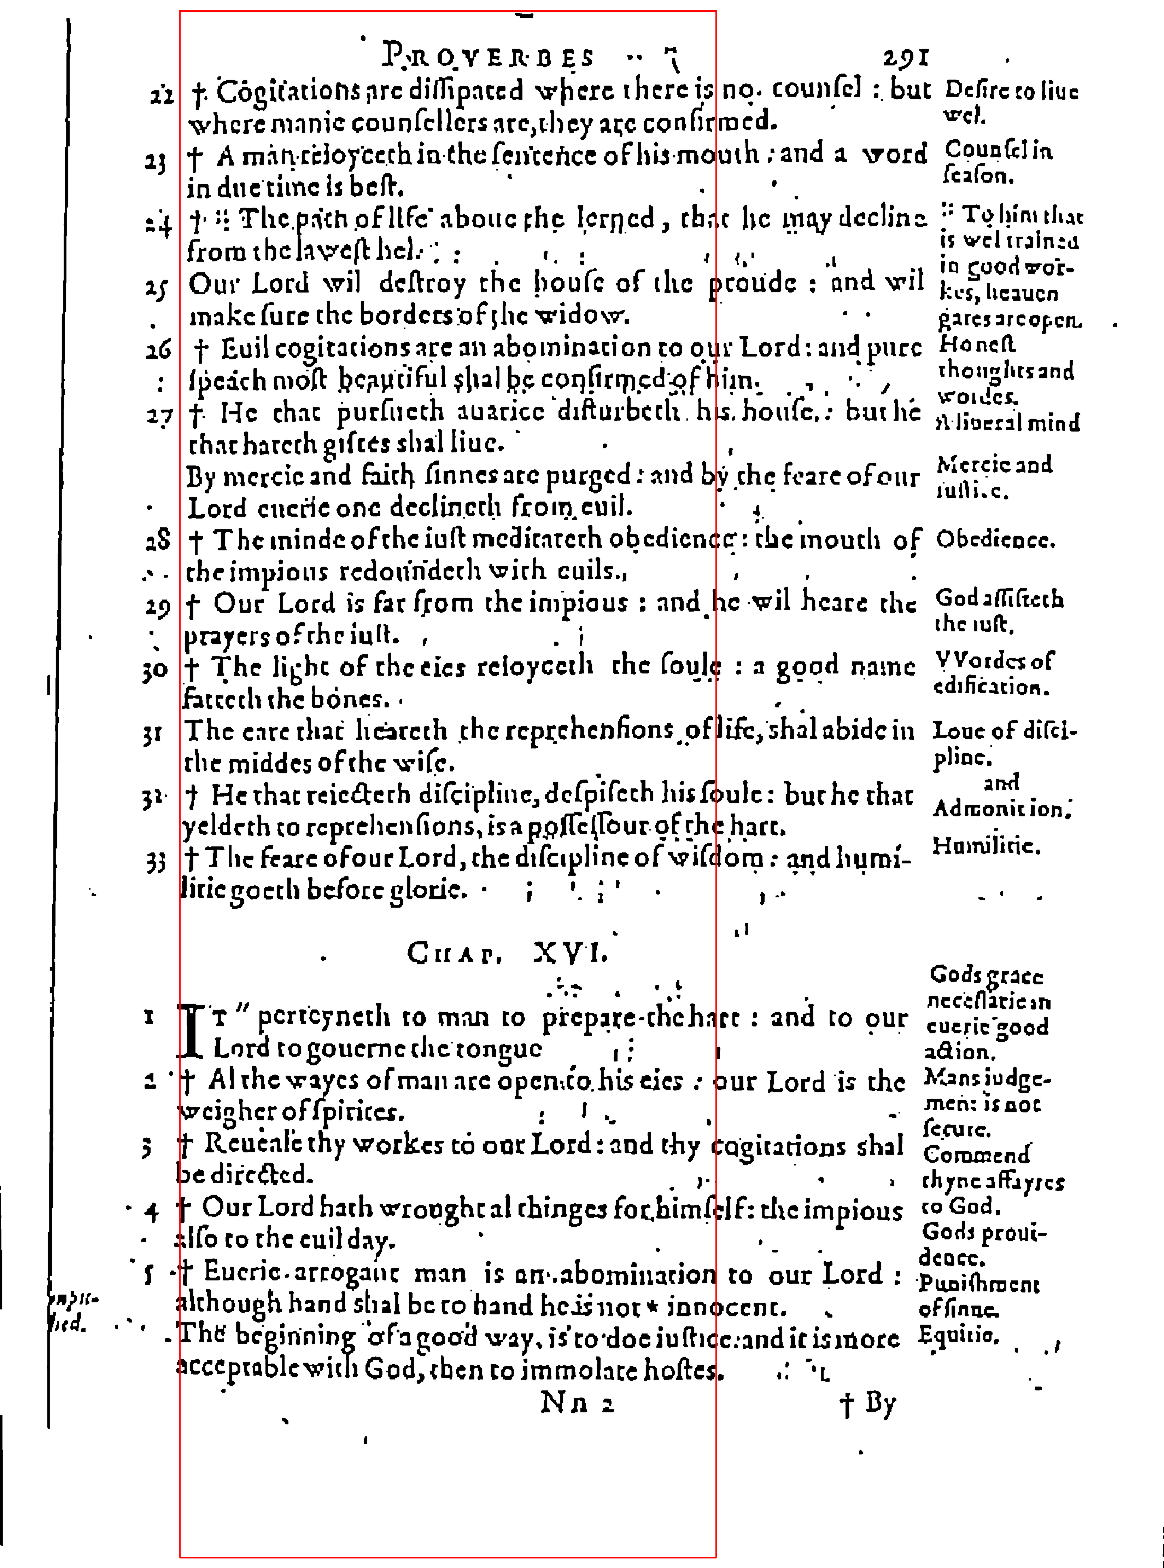 PROVERBES 291
22 † Cogitations are dissipated where there is no counsel : but
where manie counsellers are, they are confirmed.
23 † A man reioyceth in the sentence of his mouth : and a word
in due time is best.
24 † :: The path of life aboue the lerned, that he may decline
from the lawest hel.
25 Our Lord wil destroy the house of the proude : and wil
make sure the borders of the widow.
26 † Euil cogitations are an abomination to our Lord : and pure
speach most beautiful shal be confirmed of him.
27 † He that pursueth auarice disturbeth his house : but he
that hateth giftes shal liue.
By mercie and faith sinnes are purged : and by the feare of our
Lord euerie one declineth from euil.
28 † The minde of the iust meditateth obedience : the mouth of
the impious redoundeth with euils.
29 † Our Lord is far from the impious : and he wil heare the
prayers of the iust.
30 † The light of the eies reioyceth the soule : a good name
fatteth the bones.
31 The eare that heareth the reprehensions of life, shal abide in
the middes of the wise.
32 † He that reiecteth discipline, despiseth his soule : but he that
yeldeth to reprehensions, is a possessour of the hart.
33 † The feare of our Lord, the discipline of wisdom : and humi-
litie goeth before glorie.
Desire to liue
wel.
Counsel in
season.
:: To him that
is wel trained
in good wor-
kes, heauen
gates are open.
Honest
thoughts and
wordes.
A liberal mind
Mercie and
iustice.
Obedience.
God assisteth
the iust.
VVordes of
edification.
Loue of disci-
pline.
and
Admonition.
Humilitie.
CHAP. XVI.
1 IT " perteyneth to man to prepare the hart : and to our
Lord to gouerne the tongue
2 † Al the wayes of man are open to his eies : our Lord is the
weigher of spirites.
3 † Reueale thy workes to our Lord : and thy cogitations shal
be directed.
4 † Our Lord hath wrought al thinges for himself : the impious
also to the euil day.
5 † Euerie arrogant man is an abomination to our Lord :
although hand shal be to hand he is not * innocent.
The beginning of a good way, is to doe iustice : and it is more
acceptable with God, then to immolate hostes.
Gods grace
necessarie in
euerie good
action.
Mans iudge-
ment is not
secure.
Commend
thyne affayres
to God.
Gods proui-
dence.
Punishment
of sinne.
Equitie.
Nn 2 † By